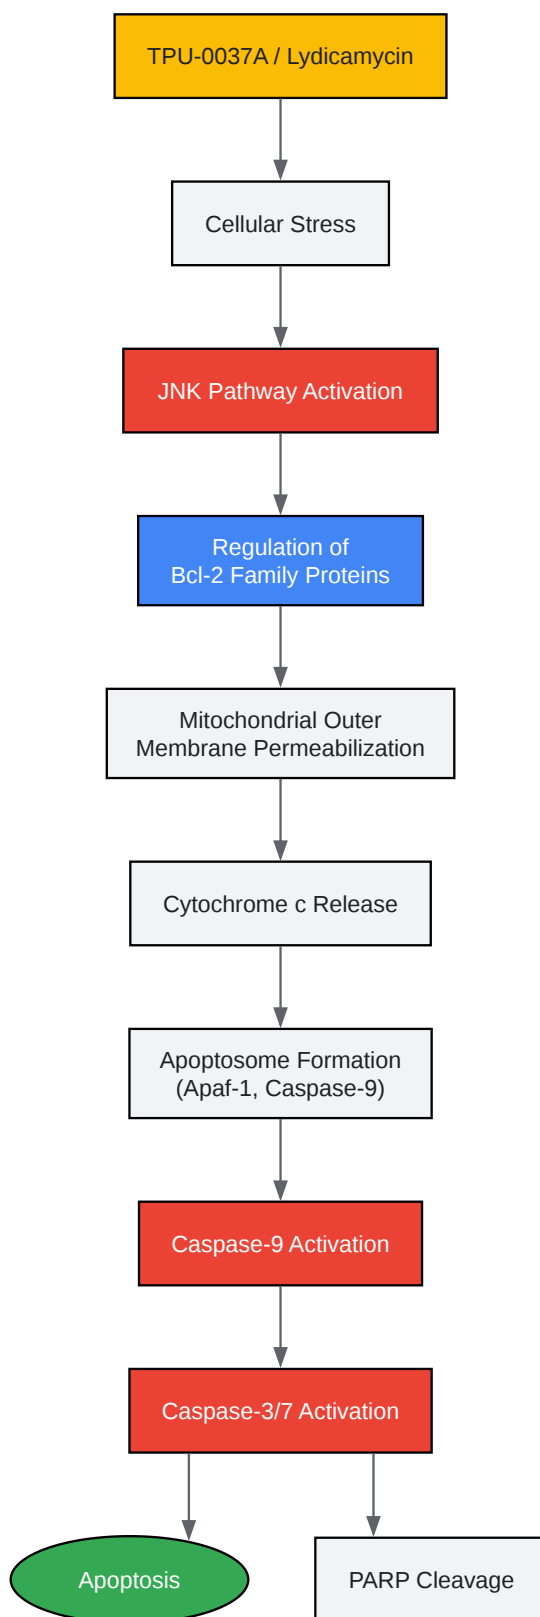 TPU-0037A / Lydicamycin
Cellular Stress
JNK Pathway Activation
Regulation of
Bcl-2 Family Proteins
Mitochondrial Outer
Membrane Permeabilization
Cytochrome c Release
Apoptosome Formation
(Apaf-1, Caspase-9)
Caspase-9 Activation
Caspase-3/7 Activation
Apoptosis
PARP Cleavage